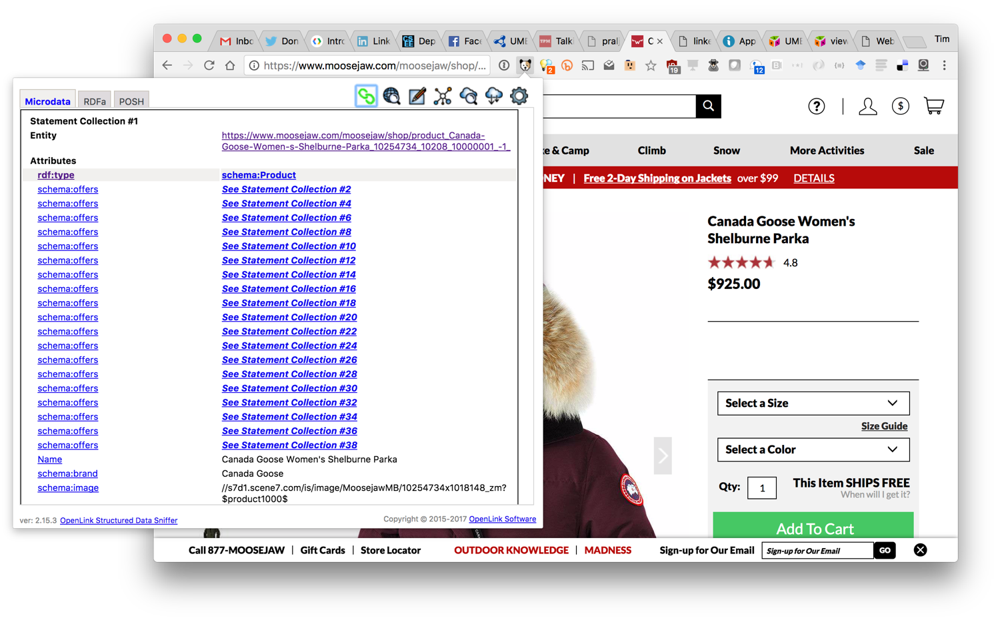 Inbo
Don
Intro
Link
Dep
Face
UME
Talki
pral
C
linke
App
UME
view
Web
Tim
https://www.moosejaw.com/moosejaw/shop/...
2
19
12
Microdata
RDFa
POSH
Statement Collection #1
Entity
https://www.moosejaw.com/moosejaw/shop/product_Canada-
Goose-Women-s-Shelburne-Parka_10254734_10208_10000001_-1_
Attributes
rdf:type schema:Product
schema:offers See Statement Collection #2
schema:offers See Statement Collection #4
schema:offers See Statement Collection #6
schema:offers See Statement Collection #8
schema:offers See Statement Collection #10
schema:offers See Statement Collection #12
schema:offers See Statement Collection #14
schema:offers See Statement Collection #16
schema:offers See Statement Collection #18
schema:offers See Statement Collection #20
schema:offers See Statement Collection #22
schema:offers See Statement Collection #24
schema:offers See Statement Collection #26
schema:offers See Statement Collection #28
schema:offers See Statement Collection #30
schema:offers See Statement Collection #32
schema:offers See Statement Collection #34
schema:offers See Statement Collection #36
schema:offers See Statement Collection #38
Name Canada Goose Women's Shelburne Parka
schema:brand Canada Goose
schema:image //s7d1.scene7.com/is/image/MoosejawMB/10254734x1018148_zm?
$product1000$
ver: 2.15.3 OpenLink Structured Data Sniffer
Copyright © 2015-2017 OpenLink Software
ke & Camp
Climb
Snow
More Activities
Sale
NEY | Free 2-Day Shipping on Jackets over $99 DETAILS
Canada Goose Women's
Shelburne Parka
4.8
$925.00
Select a Size
Size Guide
Select a Color
Qty: 1
This Item SHIPS FREE
When will I get it?
Add To Cart
Call 877-MOOSEJAW | Gift Cards | Store Locator
OUTDOOR KNOWLEDGE | MADNESS
Sign-up for Our Email
Sign-up for Our Email
GO